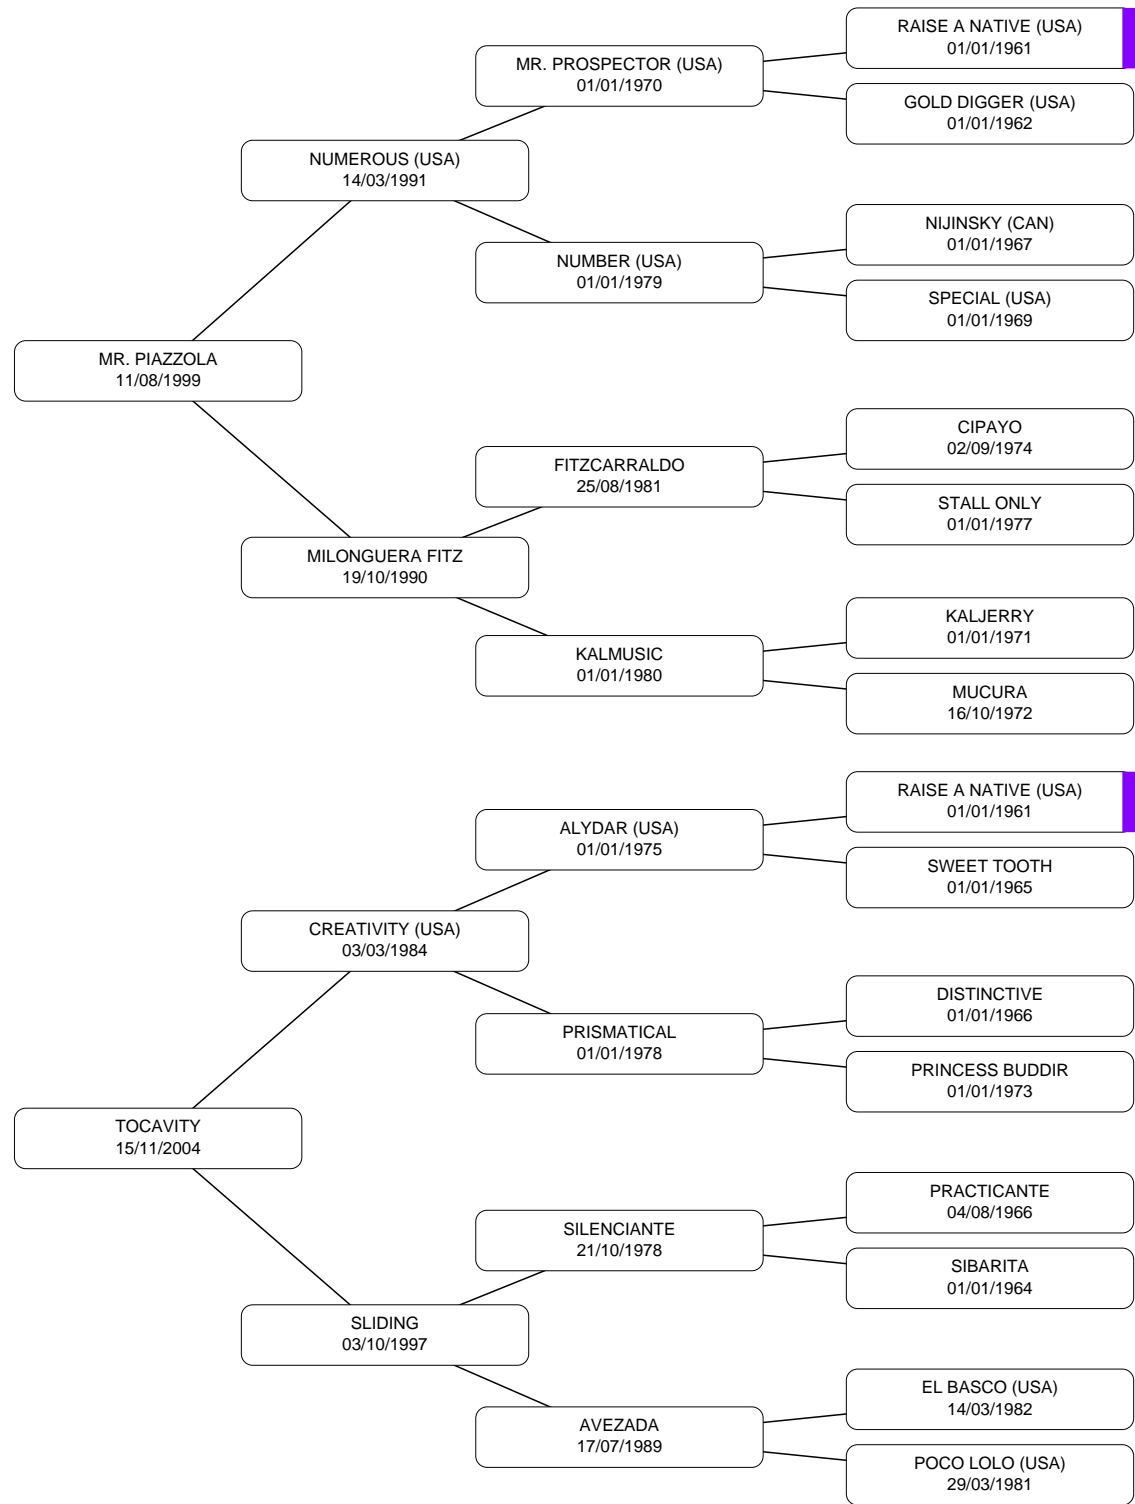 RAISE A NATIVE (USA)
01/01/1961
MR. PROSPECTOR (USA)
01/01/1970
GOLD DIGGER (USA)
01/01/1962
NUMEROUS (USA)
14/03/1991
NIJINSKY (CAN)
01/01/1967
NUMBER (USA)
01/01/1979
SPECIAL (USA)
01/01/1969
MR. PIAZZOLA
11/08/1999
CIPAYO
02/09/1974
FITZCARRALDO
25/08/1981
STALL ONLY
01/01/1977
MILONGUERA FITZ
19/10/1990
KALJERRY
01/01/1971
KALMUSIC
01/01/1980
MUCURA
16/10/1972
RAISE A NATIVE (USA)
01/01/1961
ALYDAR (USA)
01/01/1975
SWEET TOOTH
01/01/1965
CREATIVITY (USA)
03/03/1984
DISTINCTIVE
01/01/1966
PRISMATICAL
01/01/1978
PRINCESS BUDDIR
01/01/1973
TOCAVITY
15/11/2004
PRACTICANTE
04/08/1966
SILENCIANTE
21/10/1978
SIBARITA
01/01/1964
SLIDING
03/10/1997
EL BASCO (USA)
14/03/1982
AVEZADA
17/07/1989
POCO LOLO (USA)
29/03/1981